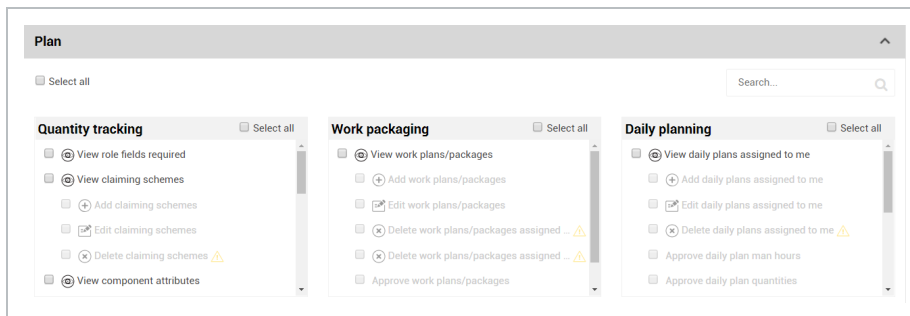 Plan
Select all
Search...
Quantity tracking
Select all
View role fields required
View claiming schemes
Add claiming schemes
Edit claiming schemes
Delete claiming schemes
View component attributes
Work packaging
Select all
View work plans/packages
Add work plans/packages
Edit work plans/packages
Delete work plans/packages assigned ...
Delete work plans/packages assigned ...
Approve work plans/packages
Daily planning
Select all
View daily plans assigned to me
Add daily plans assigned to me
Edit daily plans assigned to me
Delete daily plans assigned to me
Approve daily plan man hours
Approve daily plan quantities